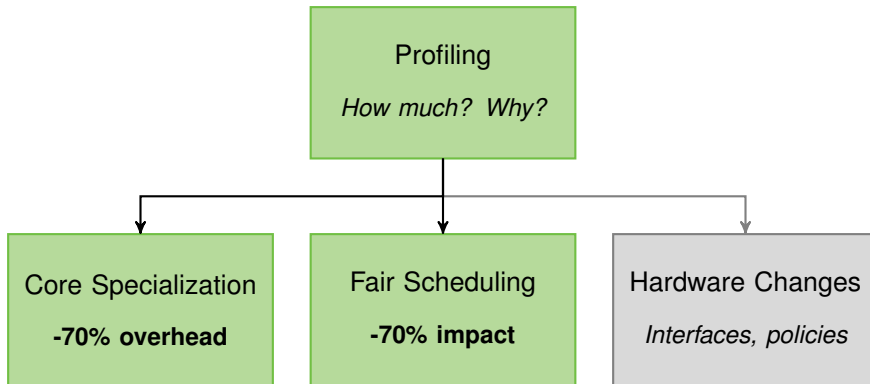 Profiling
How much? Why?
Core Specialization
-70% overhead
Fair Scheduling
-70% impact
Hardware Changes
Interfaces, policies